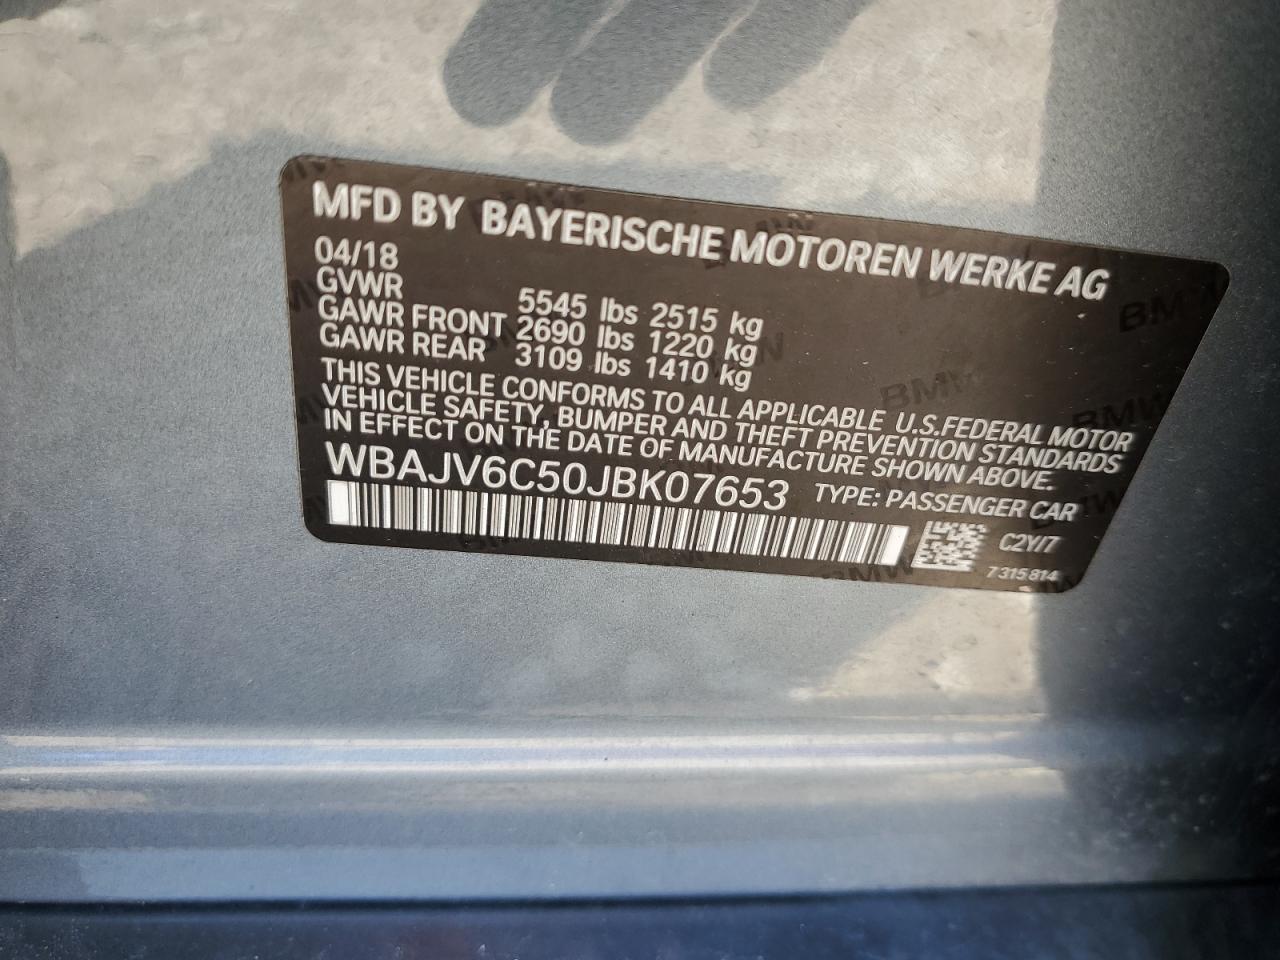 MFD BY BAYERISCHE MOTOREN WERKE AG
04/18
GVWR 5545 lbs 2515 kg
GAWR FRONT 2690 lbs 1220 kg
GAWR REAR 3109 lbs 1410 kg
THIS VEHICLE CONFORMS TO ALL APPLICABLE U.S.FEDERAL MOTOR
VEHICLE SAFETY, BUMPER AND THEFT PREVENTION STANDARDS
IN EFFECT ON THE DATE OF MANUFACTURE SHOWN ABOVE.
WBAJV6C50JBK07653 TYPE: PASSENGER CAR
C2YI7
7 315 814